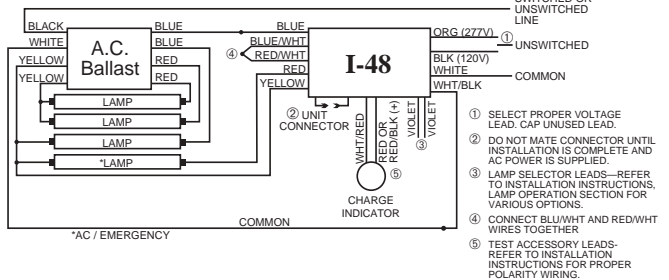 SWITCHED OR
UNSWITCHED
LINE
BLACK
BLUE
BLUE
ORG (277V)
①
UNSWITCHED
WHITE
BLUE
BLUE/WHT
④
RED/WHT
A.C.
Ballast
I-48
BLK (120V)
YELLOW
RED
RED
WHITE
COMMON
YELLOW
RED
YELLOW
WHT/BLK
LAMP
LAMP
LAMP
*LAMP
② UNIT
CONNECTOR
WHT/RED
RED OR
RED/BLK (+)
⑤
VIOLET
VIOLET
③
CHARGE
INDICATOR
COMMON
*AC / EMERGENCY
① SELECT PROPER VOLTAGE
LEAD. CAP UNUSED LEAD.
② DO NOT MATE CONNECTOR UNTIL
INSTALLATION IS COMPLETE AND
AC POWER IS SUPPLIED.
③ LAMP SELECTOR LEADS—REFER
TO INSTALLATION INSTRUCTIONS,
LAMP OPERATION SECTION FOR
VARIOUS OPTIONS.
④ CONNECT BLU/WHT AND RED/WHT
WIRES TOGETHER
⑤ TEST ACCESSORY LEADS-
REFER TO INSTALLATION
INSTRUCTIONS FOR PROPER
POLARITY WIRING.